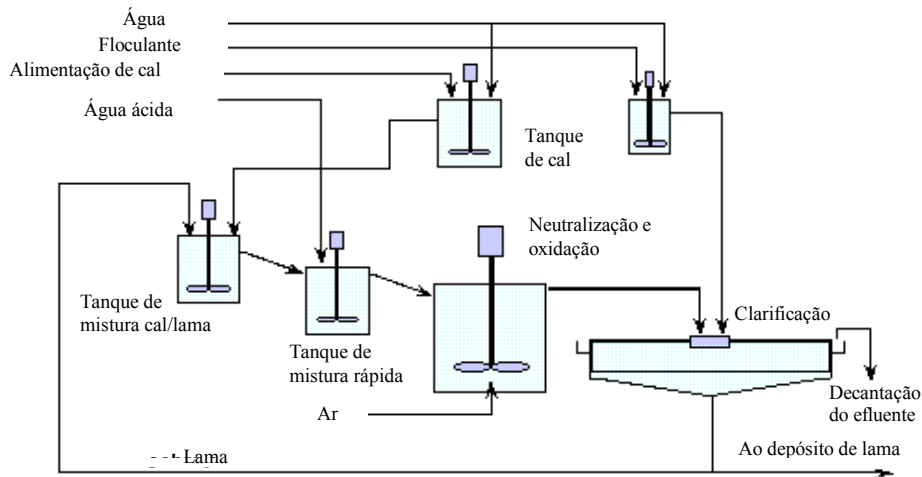 Água
Floculante
Alimentação de cal
Água ácida
Tanque
de cal
Neutralização e
oxidação
Tanque de
mistura cal/lama
Tanque de
mistura rápida
Clarificação
Ar
Decantação
do efluente
Lama
Ao depósito de lama